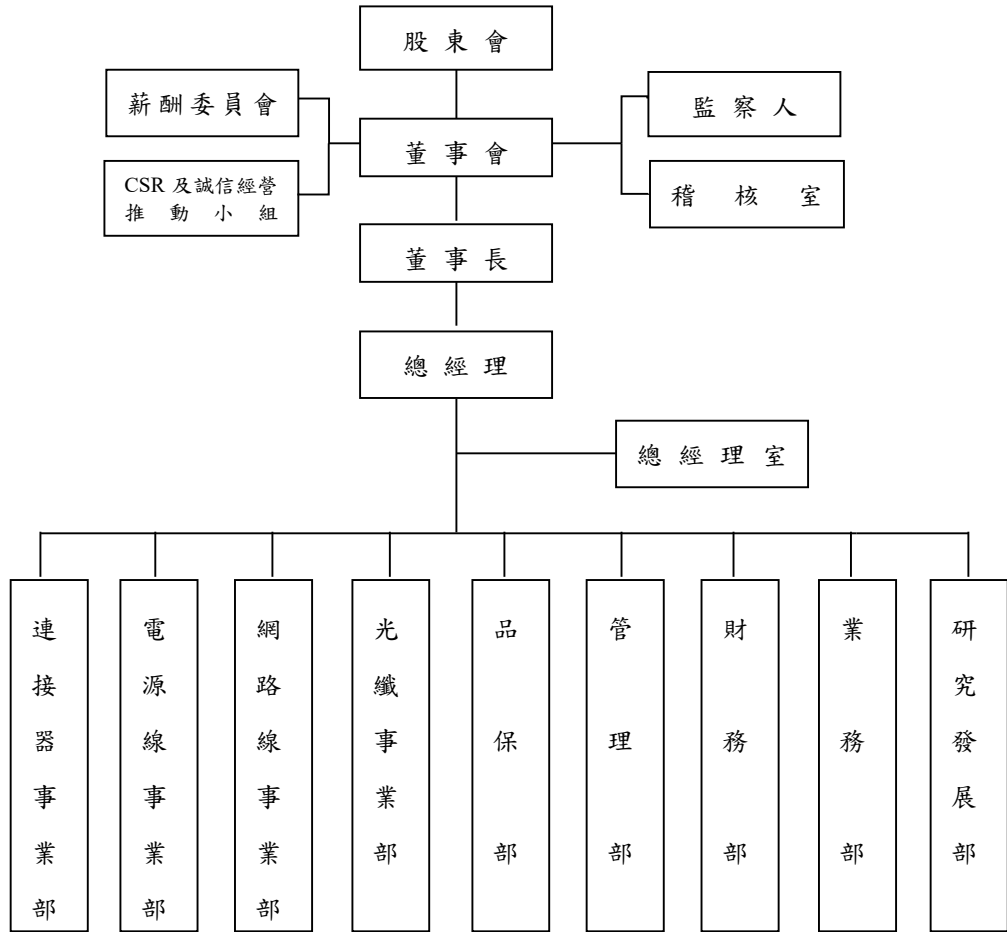 股東會
薪酬委員會
監察人
董事會
CSR 及誠信經營
推動小組
稽核室
董事長
總經理
總經理室
連接器事業部
電源線事業部
網路線事業部
光纖事業部
品保部
管理部
財務部
業務部
研究發展部